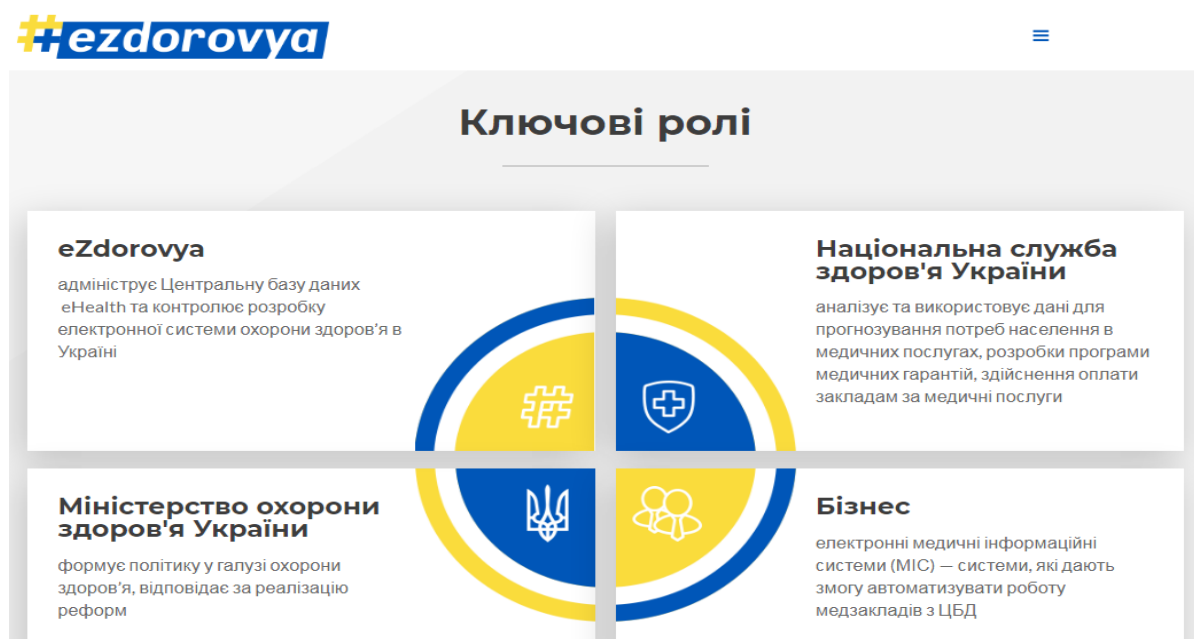 #ezdorovya
Ключові ролі
eZdorovya
адмініструє Центральну базу даних
eHealth та контролює розробку
електронної системи охорони здоров’я в
Україні
Національна служба
здоров'я України
аналізує та використовує дані для
прогнозування потреб населення в
медичних послугах, розробки програми
медичних гарантій, здійснення оплати
закладам за медичні послуги
Міністерство охорони
здоров'я України
формує політику у галузі охорони
здоров’я, відповідає за реалізацію
реформ
Бізнес
електронні медичні інформаційні
системи (МІС) — системи, які дають
змогу автоматизувати роботу
медзакладів з ЦБД